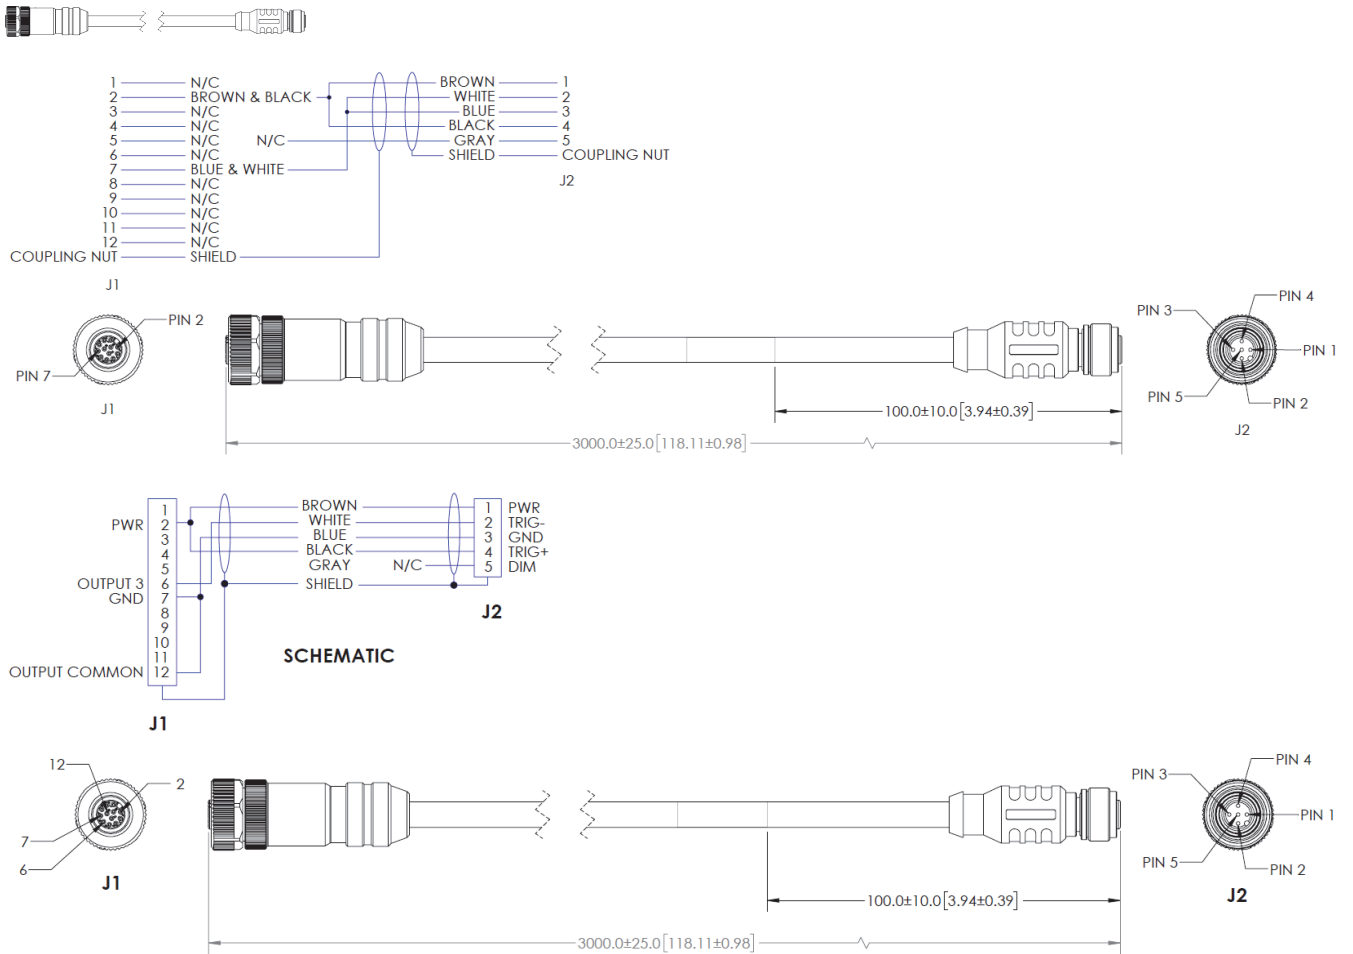 1 N/C BROWN 1
2 BROWN & BLACK WHITE 2
3 N/C BLUE 3
4 N/C BLACK 4
5 N/C N/C GRAY 5
6 N/C SHIELD COUPLING NUT
7 BLUE & WHITE
J2
8 N/C
9 N/C
10 N/C
11 N/C
12 N/C
COUPLING NUT SHIELD
J1
PIN 2
PIN 7
J1
PIN 4
PIN 3
PIN 1
PIN 5
PIN 2
J2
100.0±10.0[3.94±0.39]
3000.0±25.0[118.11±0.98]
1 BROWN 1 PWR
PWR 2 WHITE 2 TRIG-
3 BLUE 3 GND
4 BLACK 4 TRIG+
5 GRAY N/C 5 DIM
OUTPUT 3 6 SHIELD
GND 7
J2
8
9
10
11
SCHEMATIC
OUTPUT COMMON 12
J1
12
2
7
6
J1
PIN 4
PIN 3
PIN 1
PIN 5
PIN 2
J2
100.0±10.0[3.94±0.39]
3000.0±25.0[118.11±0.98]